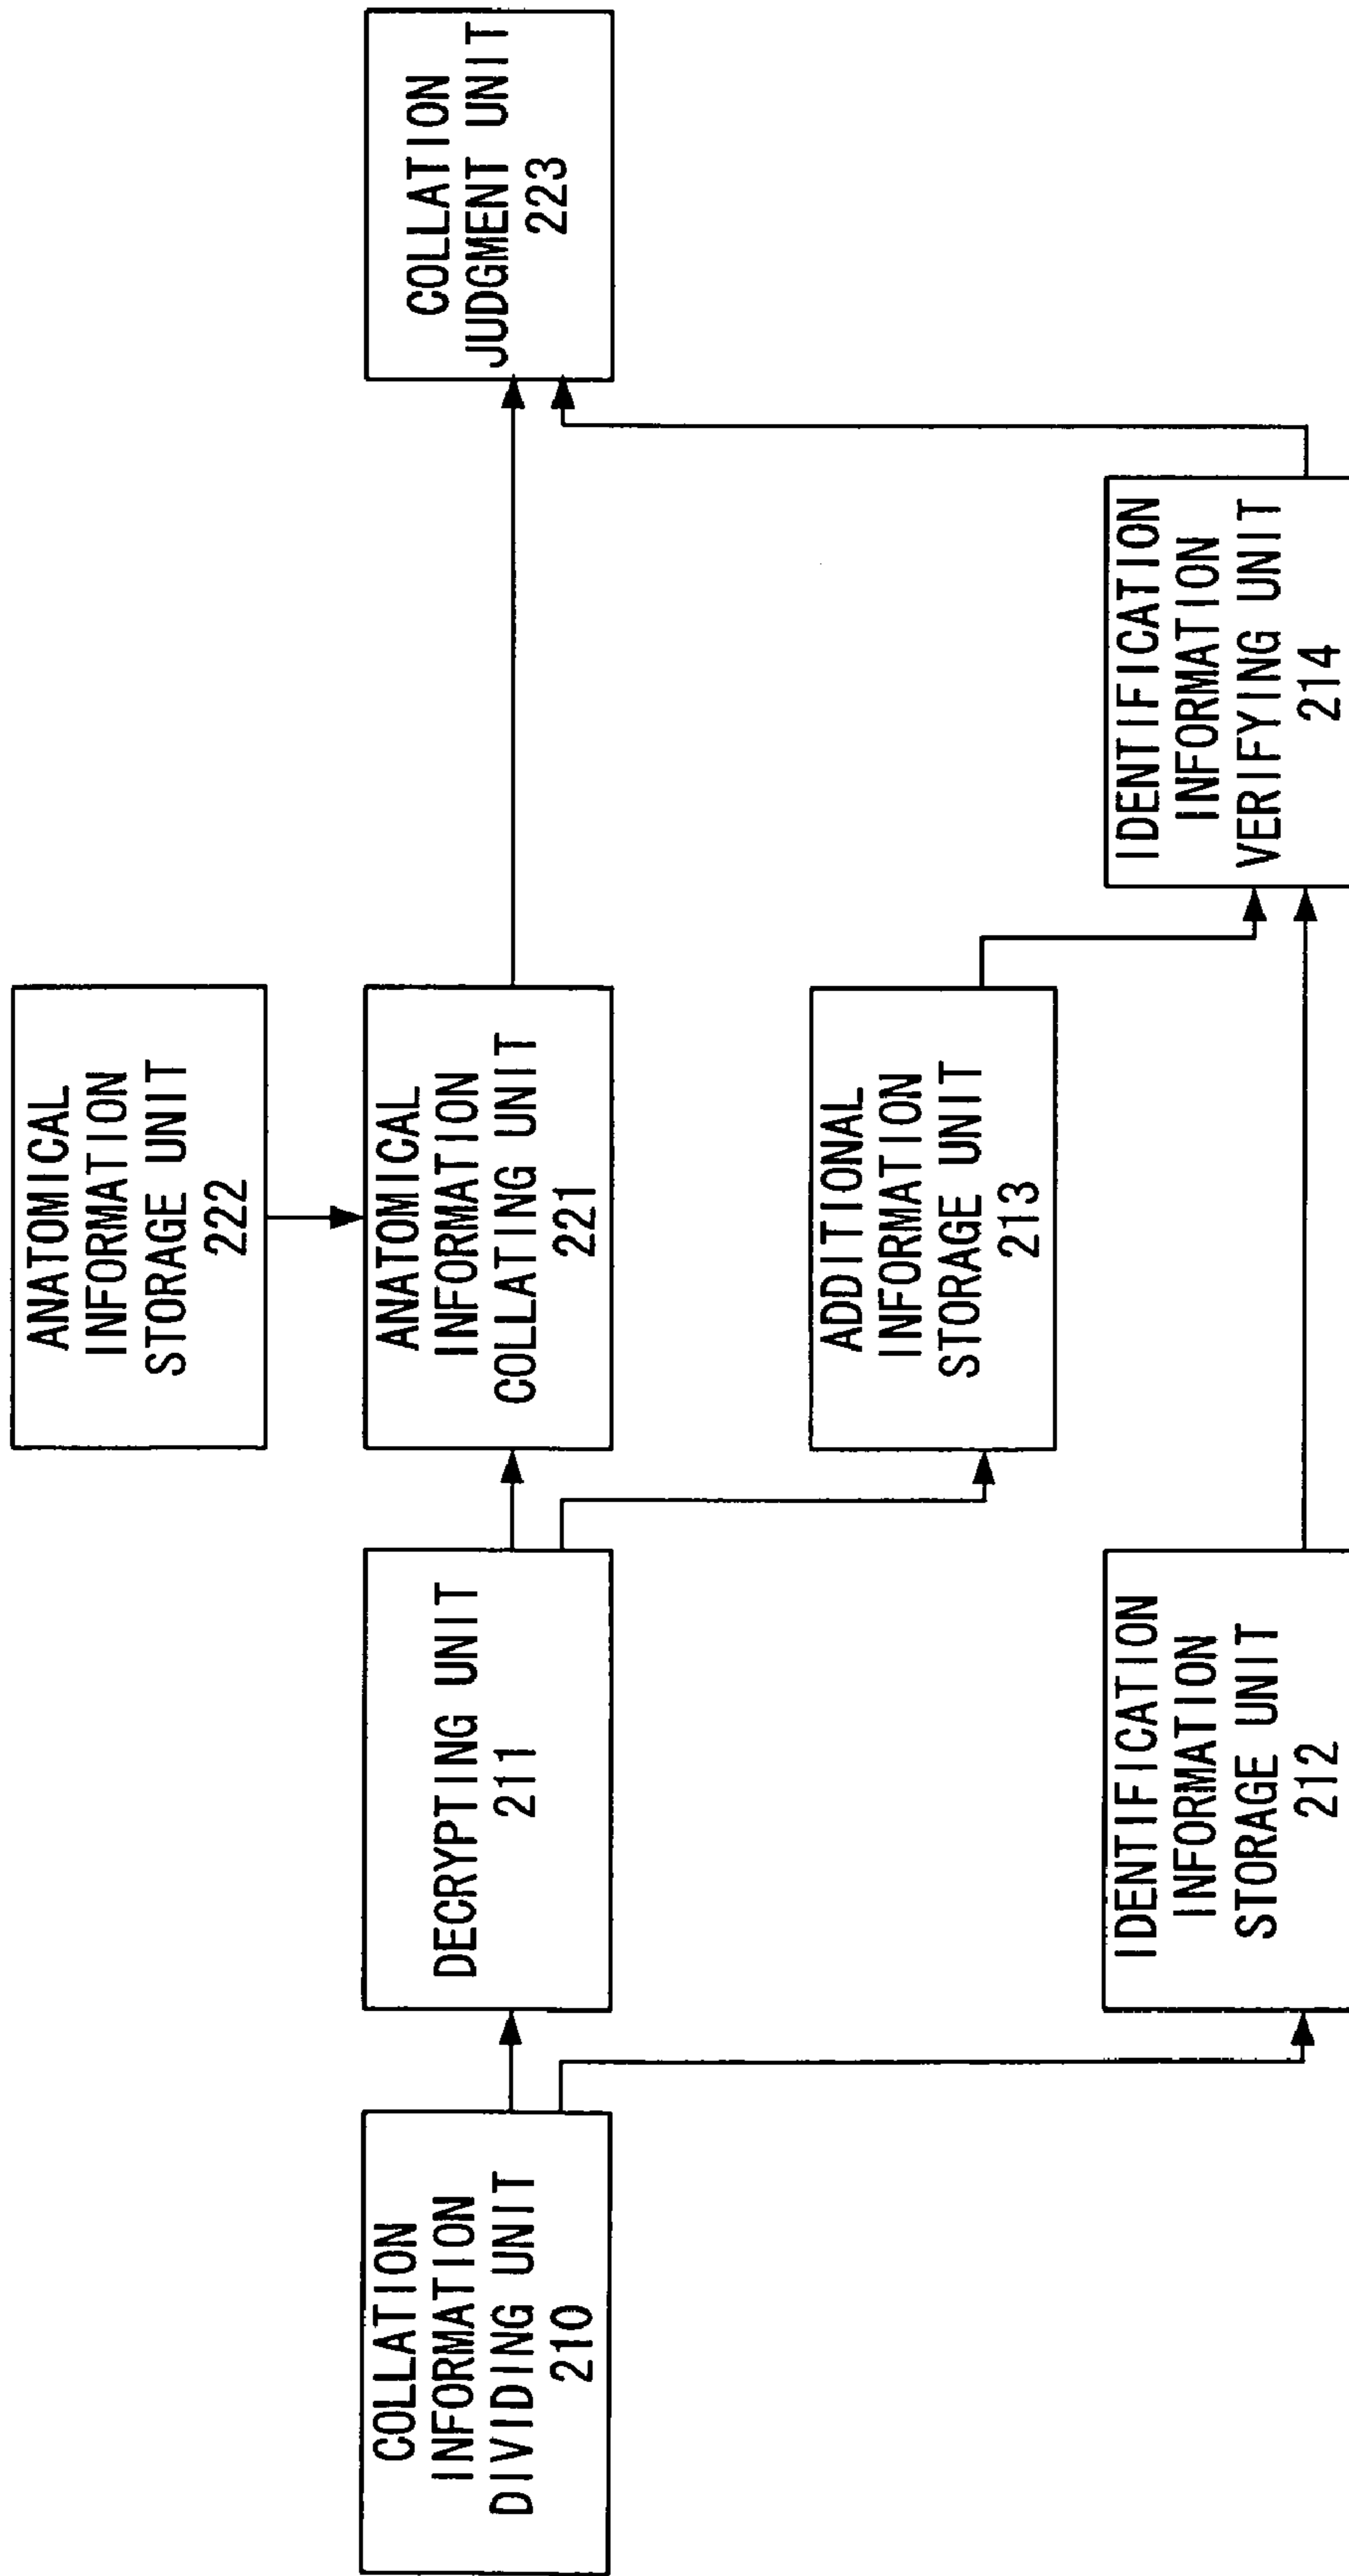 COLLATION
INFORMATION
DIVIDING UNIT
210
DECRYPTING UNIT
211
ANATOMICAL
INFORMATION
STORAGE UNIT
222
ANATOMICAL
INFORMATION
COLLATING UNIT
221
COLLATION
JUDGMENT UNIT
223
ADDITIONAL
INFORMATION
STORAGE UNIT
213
IDENTIFICATION
INFORMATION
STORAGE UNIT
212
IDENTIFICATION
INFORMATION
VERIFYING UNIT
214